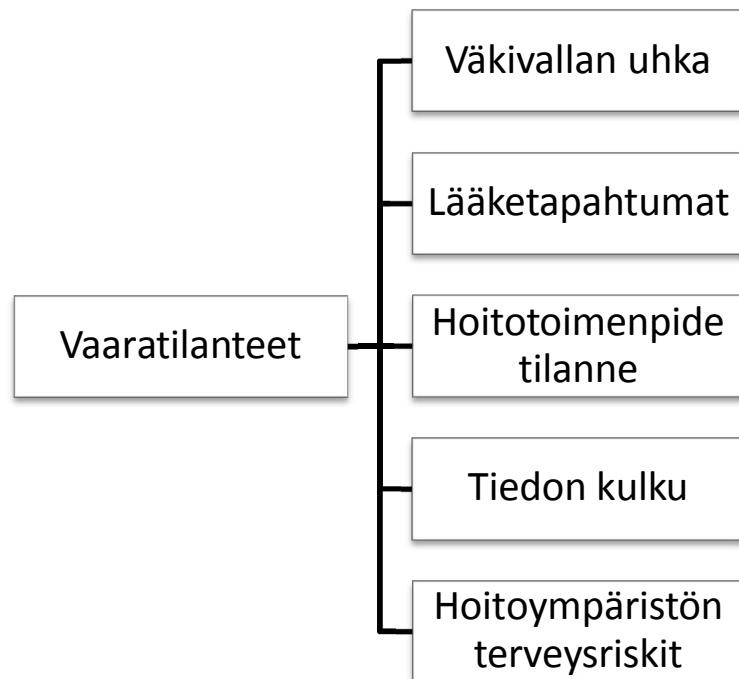 Väkivallan uhka
Lääketapahtumat
Vaaratilanteet
Hoitotoimenpide
tilanne
Tiedon kulku
Hoitoympäristön
terveysriskit